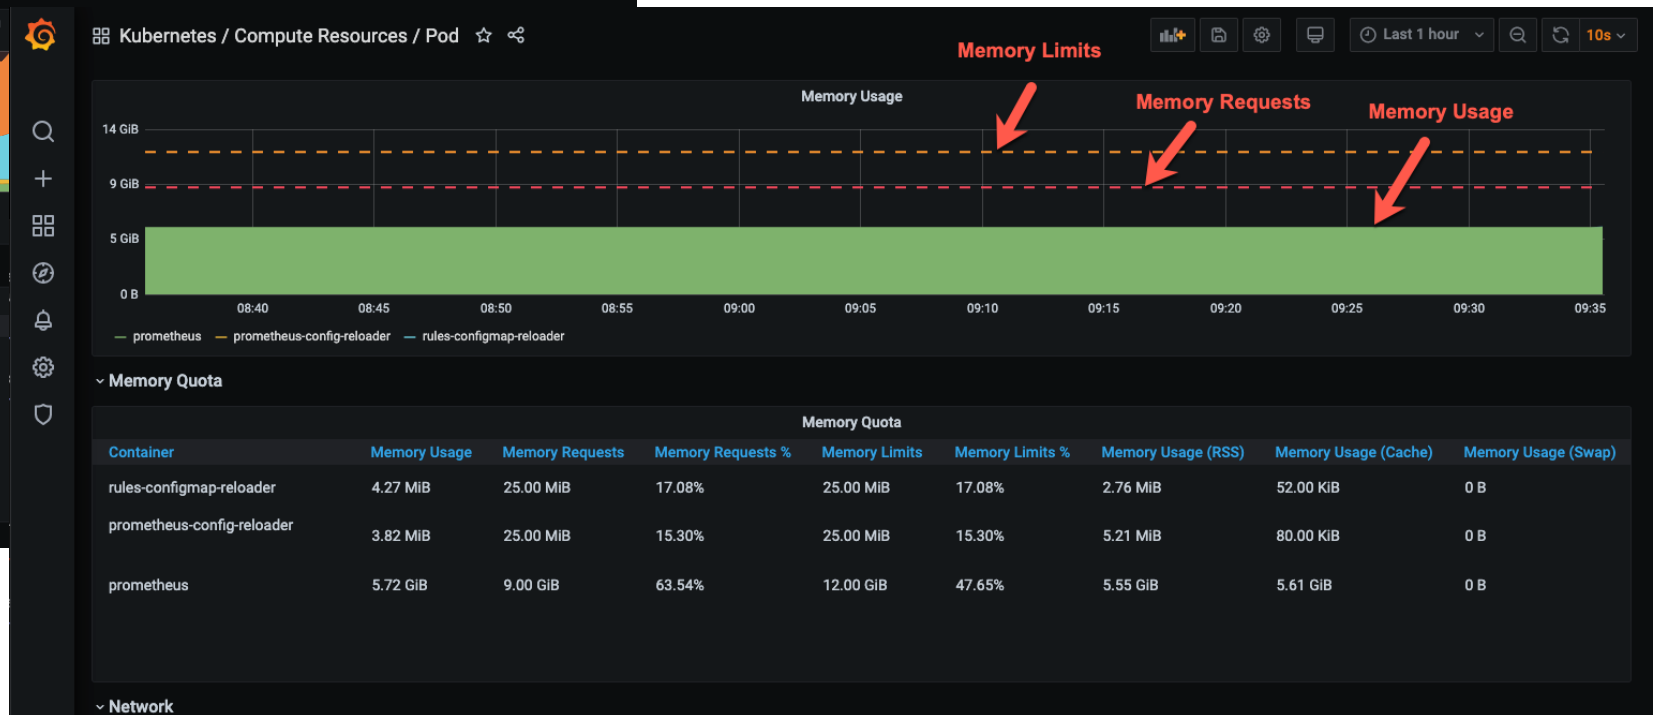 Kubernetes / Compute Resources / Pod
Last 1 hour
10s
Memory Limits
Memory Requests
Memory Usage
Memory Usage
14 GiB
9 GiB
5 GiB
0 B
08:40 08:45 08:50 08:55 09:00 09:05 09:10 09:15 09:20 09:25 09:30 09:35
prometheus prometheus-config-reloader rules-configmap-reloader
Memory Quota
Memory Quota
Container Memory Usage Memory Requests Memory Requests % Memory Limits Memory Limits % Memory Usage (RSS) Memory Usage (Cache) Memory Usage (Swap)
rules-configmap-reloader 4.27 MiB 25.00 MiB 17.08% 25.00 MiB 17.08% 2.76 MiB 52.00 KiB 0 B
prometheus-config-reloader 3.82 MiB 25.00 MiB 15.30% 25.00 MiB 15.30% 5.21 MiB 80.00 KiB 0 B
prometheus 5.72 GiB 9.00 GiB 63.54% 12.00 GiB 47.65% 5.55 GiB 5.61 GiB 0 B
Network